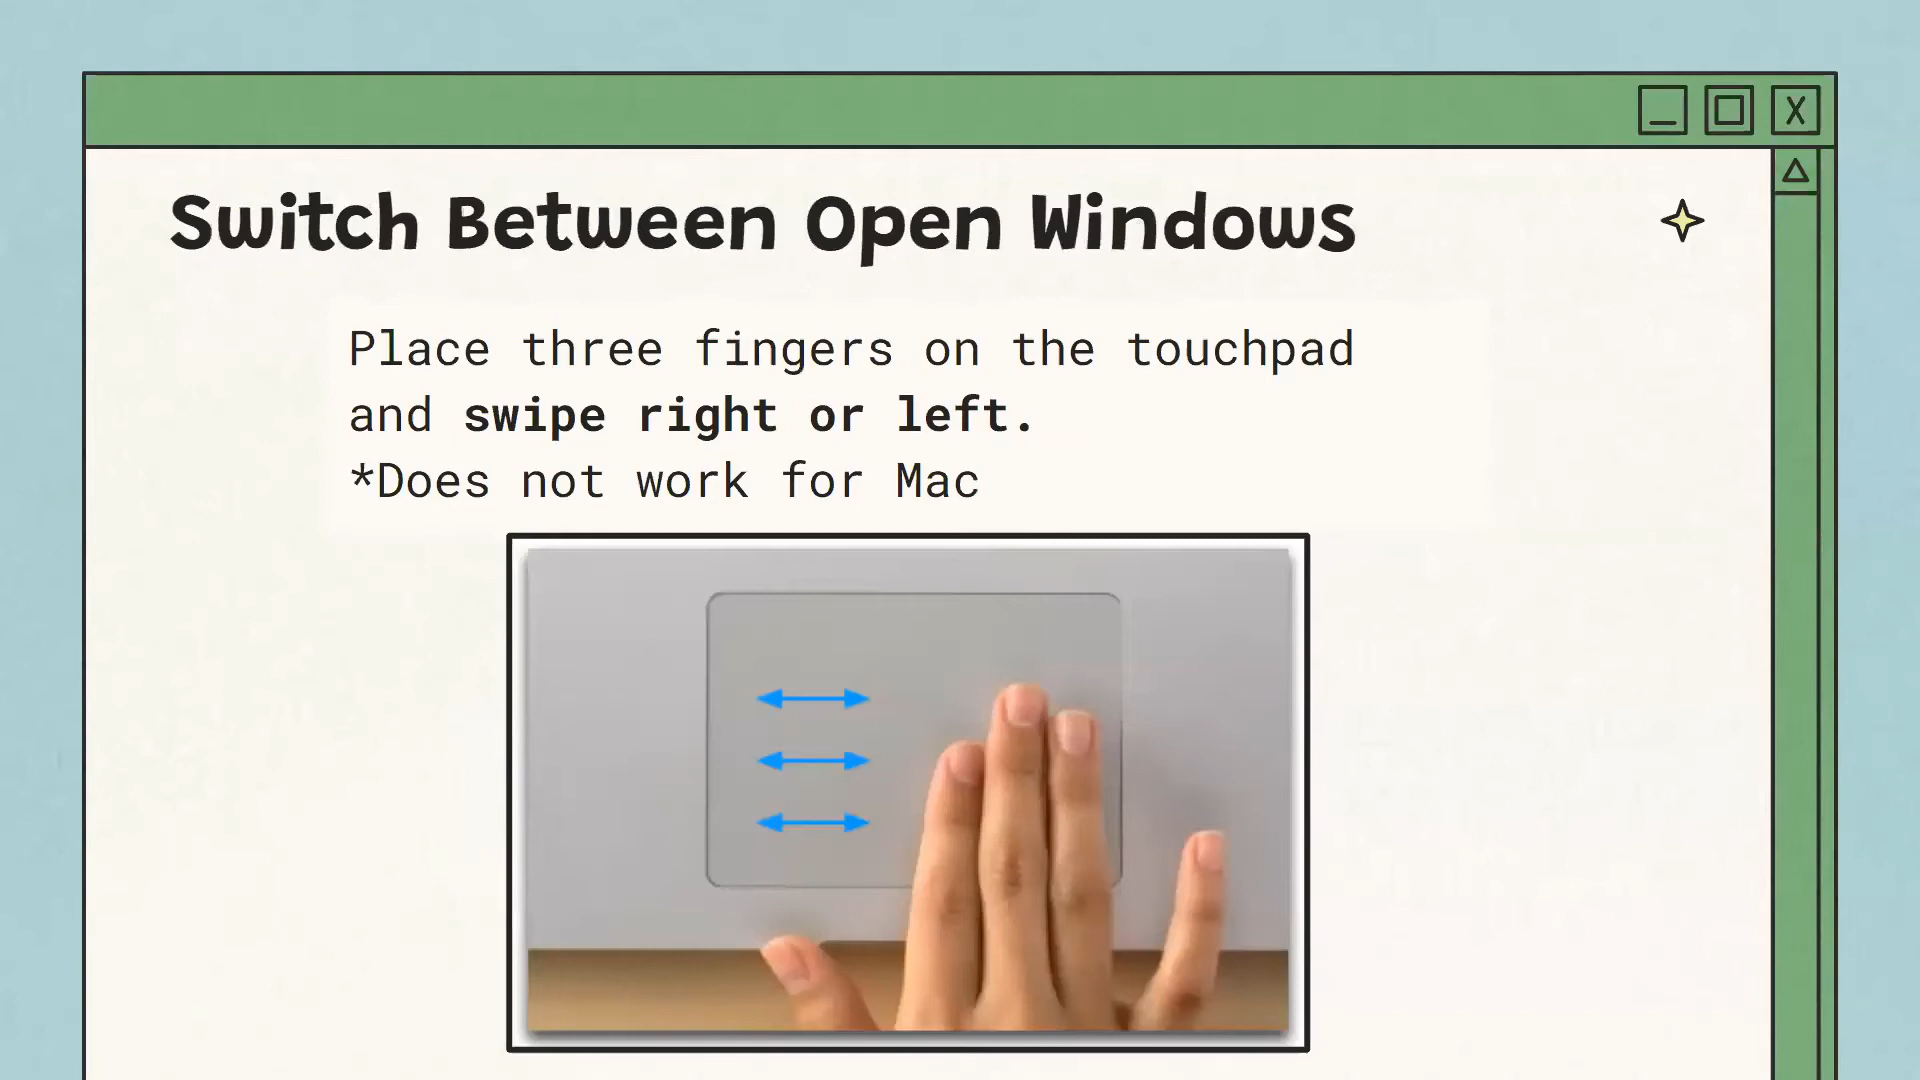 X
Switch Between Open Windows
Place three fingers on the touchpad
and swipe right or left.
*Does not work for Mac